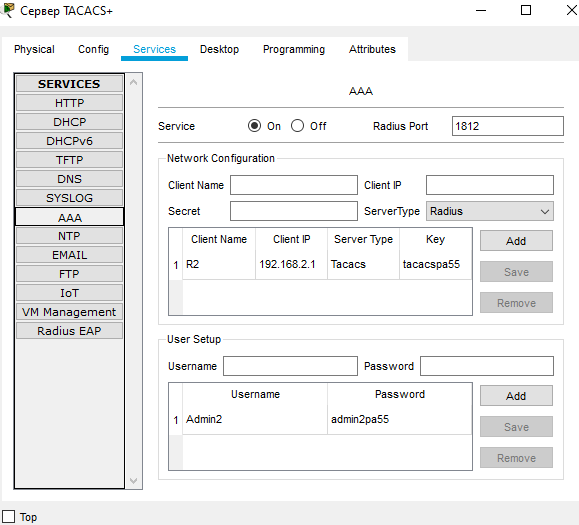 Сервер TACACS+
Physical Config Services Desktop Programming Attributes
SERVICES
HTTP
DHCP
DHCPv6
TFTP
DNS
SYSLOG
AAA
NTP
EMAIL
FTP
IoT
VM Management
Radius EAP
AAA
Service On Off Radius Port 1812
Network Configuration
Client Name Client IP
Secret ServerType Radius
Client Name Client IP Server Type Key
1 R2 192.168.2.1 Tacacs tacacspa55
Add
Save
Remove
User Setup
Username Password
Username Password
1 Admin2 admin2pa55
Add
Save
Remove
Top